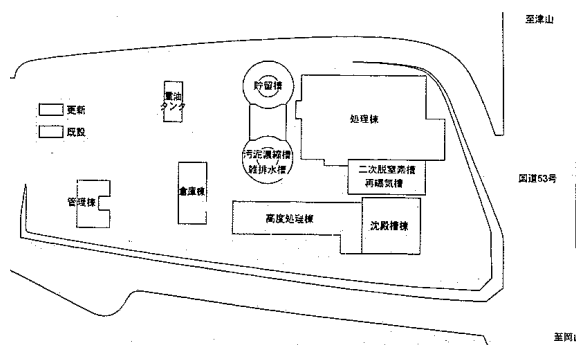 至津山
貯留槽
重油
タンク
更新
既設
処理棟
汚泥濃縮槽
雑排水槽
二次脱窒素槽
再曝気槽
国道53号
管理棟
倉庫棟
高度処理棟
沈殿槽棟
至岡山